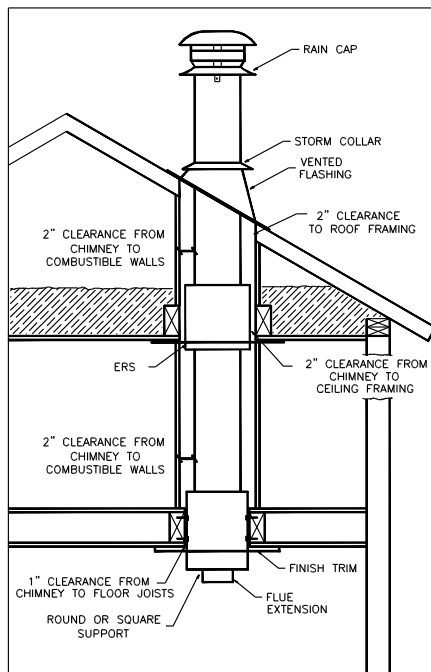 RAIN CAP
STORM COLLAR
VENTED
FLASHING
2" CLEARANCE
TO ROOF FRAMING
2" CLEARANCE FROM
CHIMNEY TO
COMBUSTIBLE WALLS
ERS
2" CLEARANCE FROM
CHIMNEY TO
CEILING FRAMING
2" CLEARANCE FROM
CHIMNEY TO
COMBUSTIBLE WALLS
FINISH TRIM
1" CLEARANCE FROM
CHIMNEY TO FLOOR JOISTS
FLUE
EXTENSION
ROUND OR SQUARE
SUPPORT